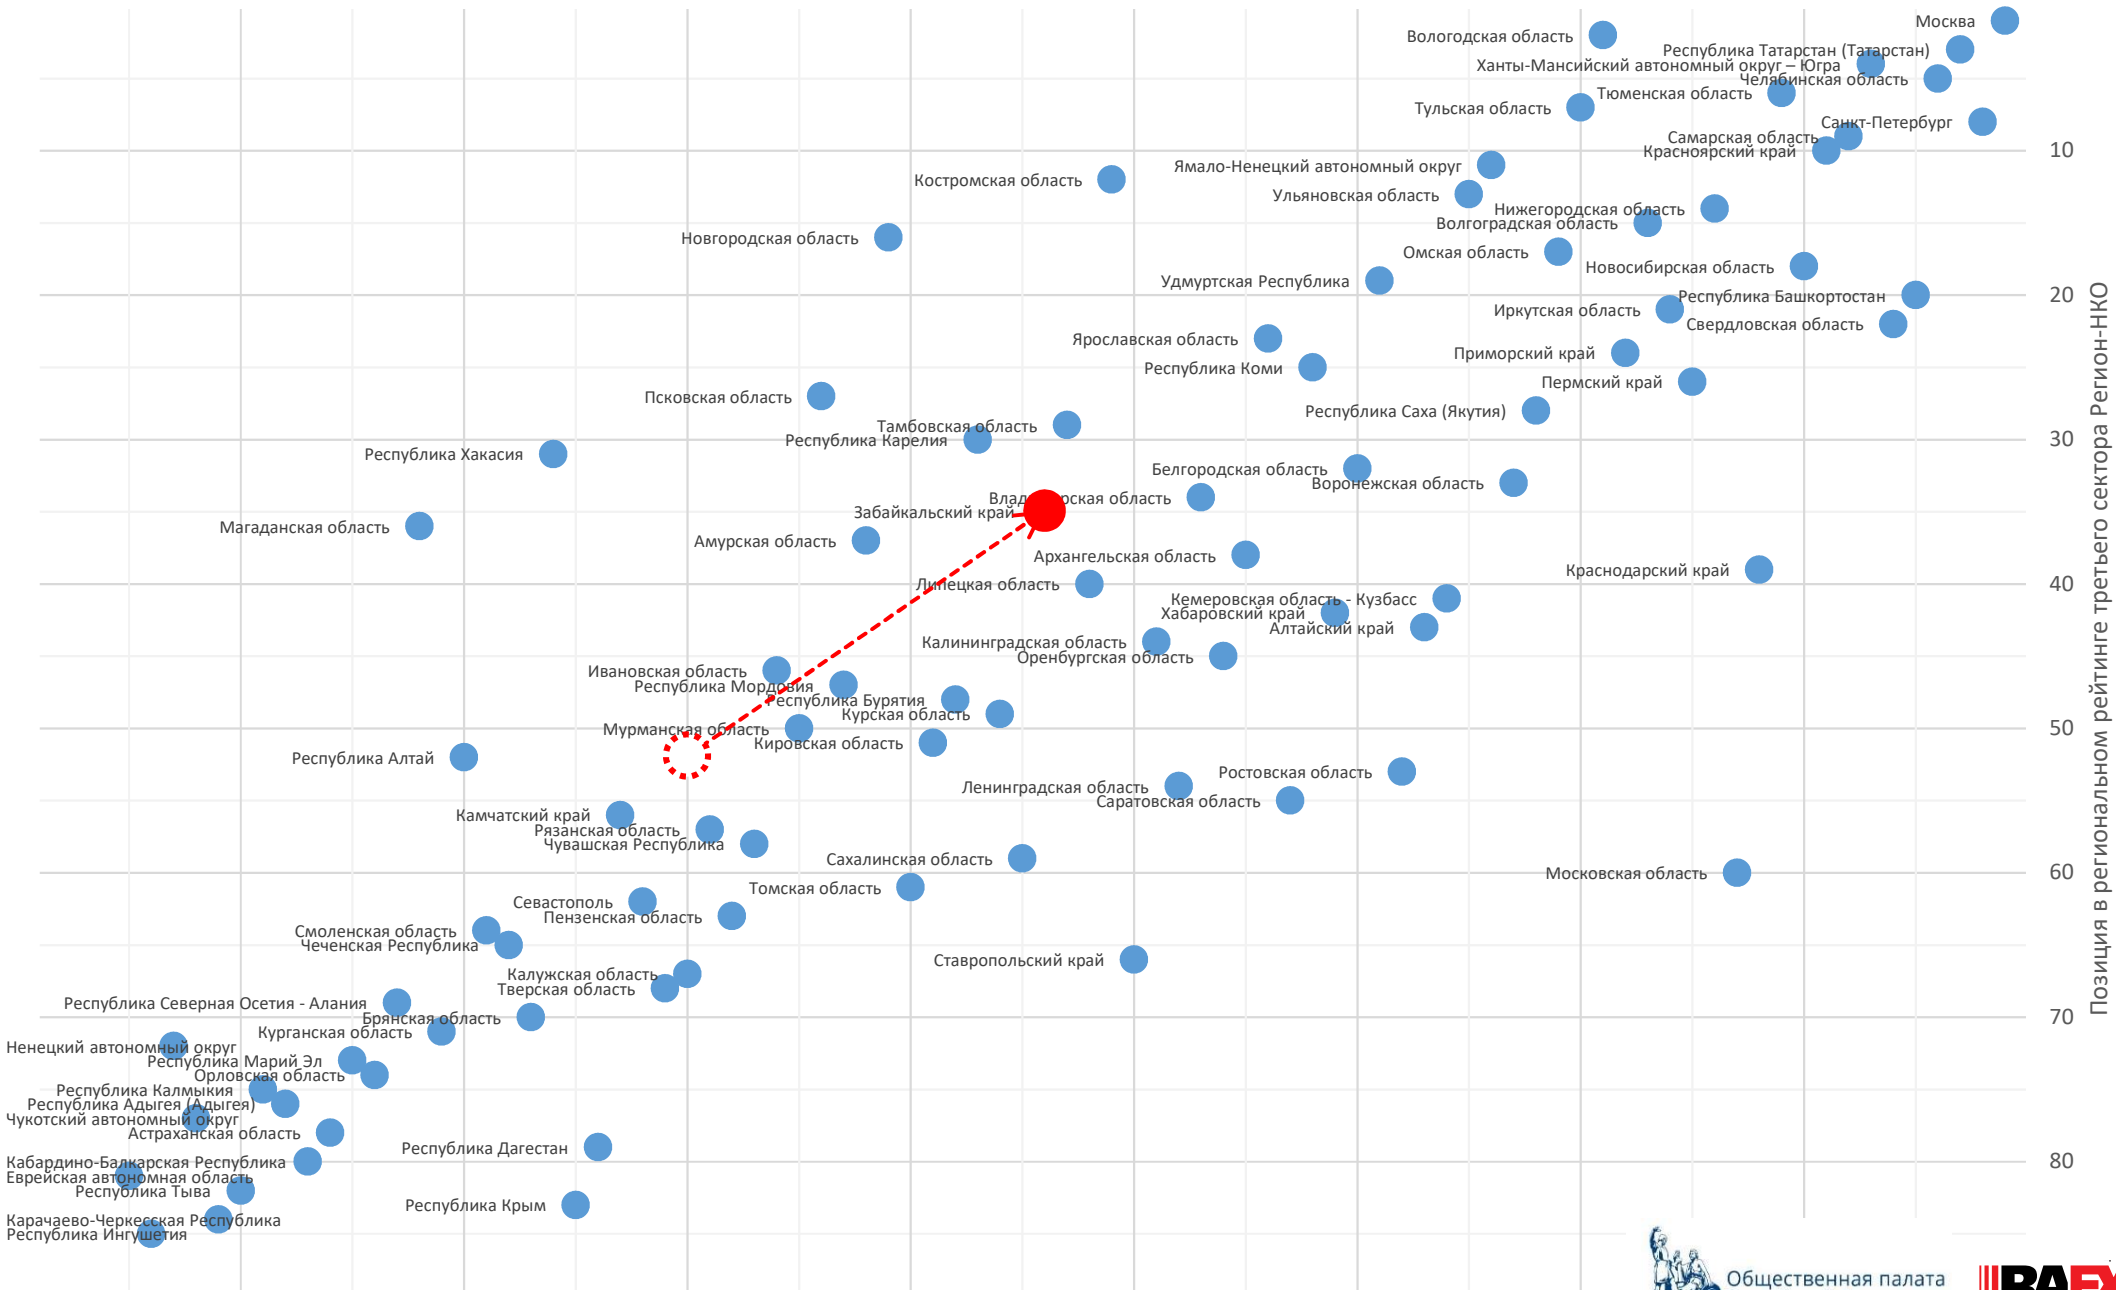 Москва
Вологодская область
Республика Татарстан (Татарстан)
Ханты-Мансийский автономный округ – Югра
Челябинская область
Тюменская область
Тульская область
Санкт-Петербург
Самарская область
Красноярский край
10
Ямало-Ненецкий автономный округ
Костромская область
Ульяновская область
Нижегородская область
Волгоградская область
Новгородская область
Омская область
Новосибирская область
Удмуртская Республика
Республика Башкортостан
20
Иркутская область
Свердловская область
Ярославская область
Приморский край
Республика Коми
Пермский край
Псковская область
Республика Саха (Якутия)
Тамбовская область
Республика Карелия
30
Республика Хакасия
Белгородская область
Воронежская область
область
Забайкальский край
Магаданская область
Амурская область
Архангельская область
Краснодарский край
Липецкая область
40
Кемеровская область - Кузбасс
Хабаровский край
Алтайский край
Калининградская область
Оренбургская область
Ивановская область
Республика Мордовия
Республика Бурятия
Курская область
Мурманская область
50
Кировская область
Республика Алтай
Ростовская область
Ленинградская область
Саратовская область
Камчатский край
Рязанская область
Чувашская Республика
Сахалинская область
Московская область
60
Томская область
Севастополь
Пензенская область
Смоленская область
Чеченская Республика
Ставропольский край
Калужская область
Тверская область
Республика Северная Осетия - Алания
Брянская область
70
Курганская область
Ненецкий автономный округ
Республика Марий Эл
Орловская область
Республика Калмыкия
Республика Адыгея (Адыгея)
Чукотский автономный округ
Астраханская область
Республика Дагестан
Кабардино-Балкарская Республика
80
Еврейская автономная область
Республика Тыва
Республика Крым
Карачаево-Черкесская Республика
Республика Ингушетия
Позиция в региональном рейтинге третьего сектора Регион-НКО
Общественная палата